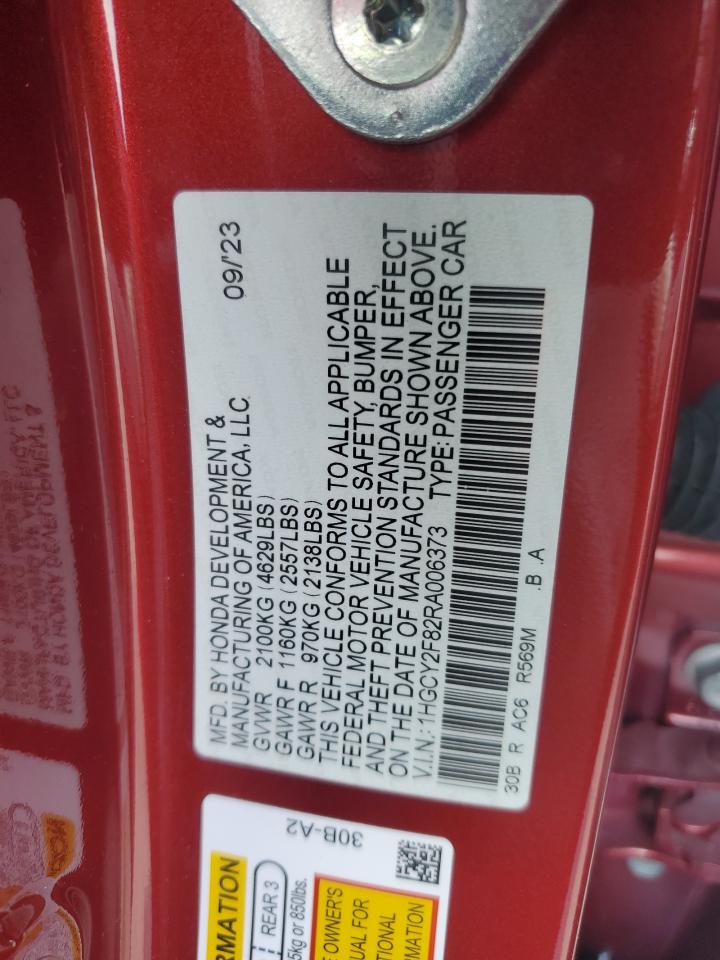 MFD. BY HONDA DEVELOPMENT &
MANUFACTURING OF AMERICA, LLC. 09/'23
GVWR 2100KG (4629LBS)
GAWR F 1160KG (2557LBS)
GAWR R 970KG (2138LBS)
THIS VEHICLE CONFORMS TO ALL APPLICABLE
FEDERAL MOTOR VEHICLE SAFETY, BUMPER,
AND THEFT PREVENTION STANDARDS IN EFFECT
ON THE DATE OF MANUFACTURE SHOWN ABOVE.
V.I.N.: 1HGCY2F82RA006373 TYPE: PASSENGER CAR
30B R AC6 R569M .B .A
30B-A2
RMATION
REAR 3
5kg or 850lbs.
OWNER'S
UAL FOR
TIONAL
RMATION